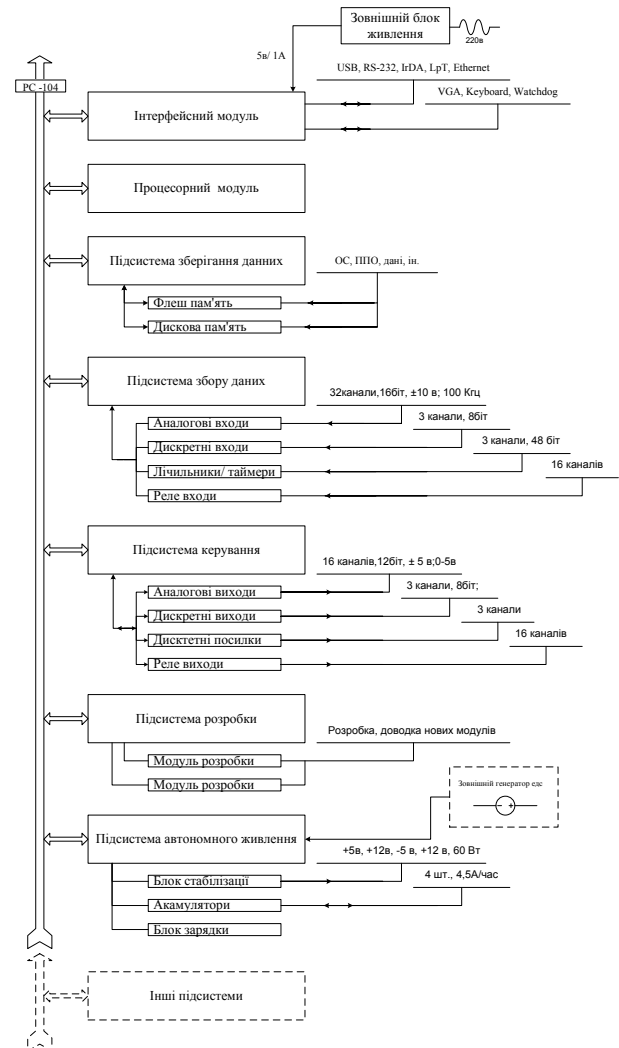 Зовнішній блок
живлення
220в
5в/ 1А
PC -104
USB, RS-232, IrDA, LpT, Ethernet
VGA, Keyboard, Watchdog
Інтерфейсний модуль
Процесорний  модуль
Підсистема зберігання данних
ОС, ППО, дані, ін.
Флеш пам'ять
Дискова пам'ять
Підсистема збору даних
32канали,16біт, ±10 в; 100 Кгц
Аналогові входи
3 канали, 8біт
Дискретні входи
3 канали, 48 біт
Лічильники/ таймери
16 каналів
Реле входи
Підсистема керування
16 каналів,12біт, ± 5 в;0-5в
Аналогові виходи
3 канали, 8біт;
Дискретні виходи
3 канали
Дисктетні посилки
16 каналів
Реле виходи
Підсистема розробки
Розробка, доводка нових модулів
Модуль розробки
Модуль розробки
Зовнішній генератор едс
- +
Підсистема автономного живлення
+5в, +12в, -5 в, +12 в, 60 Вт
Блок стабілізації
4 шт., 4,5А/час
Акамулятори
Блок зарядки
Інші підсистеми